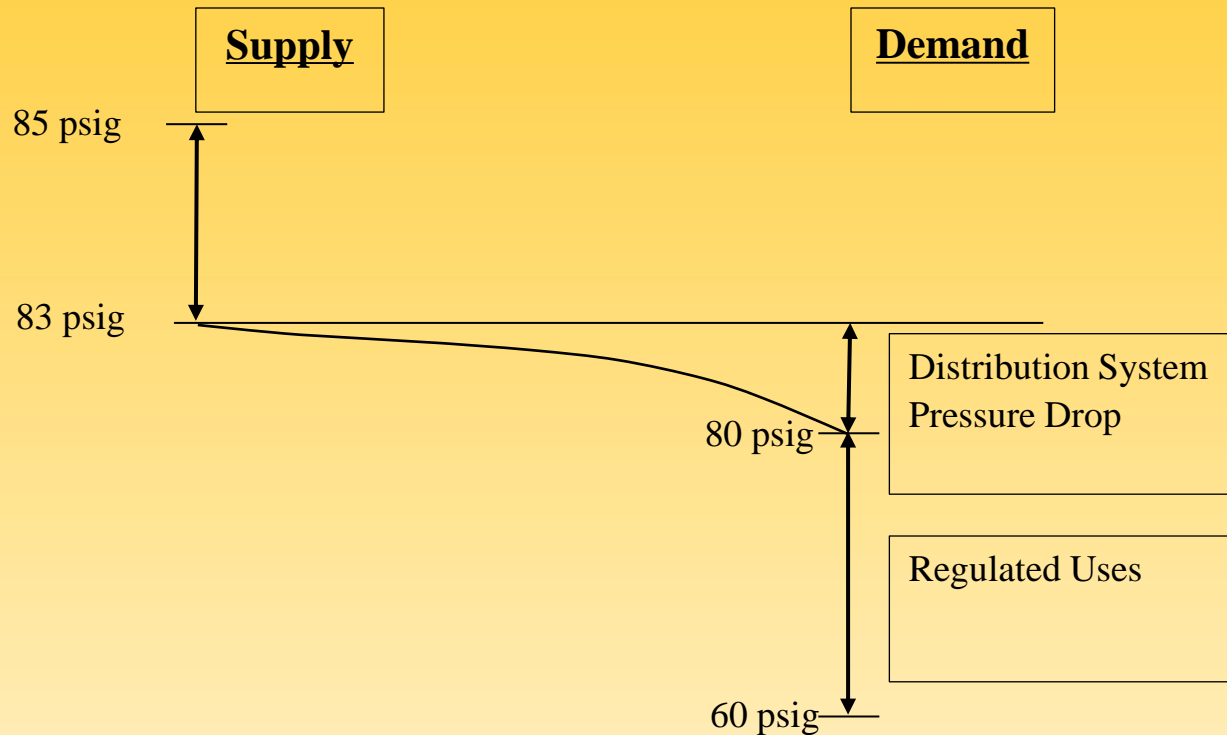 Supply
Demand
85 psig
83 psig
Distribution System
Pressure Drop
80 psig
Regulated Uses
60 psig